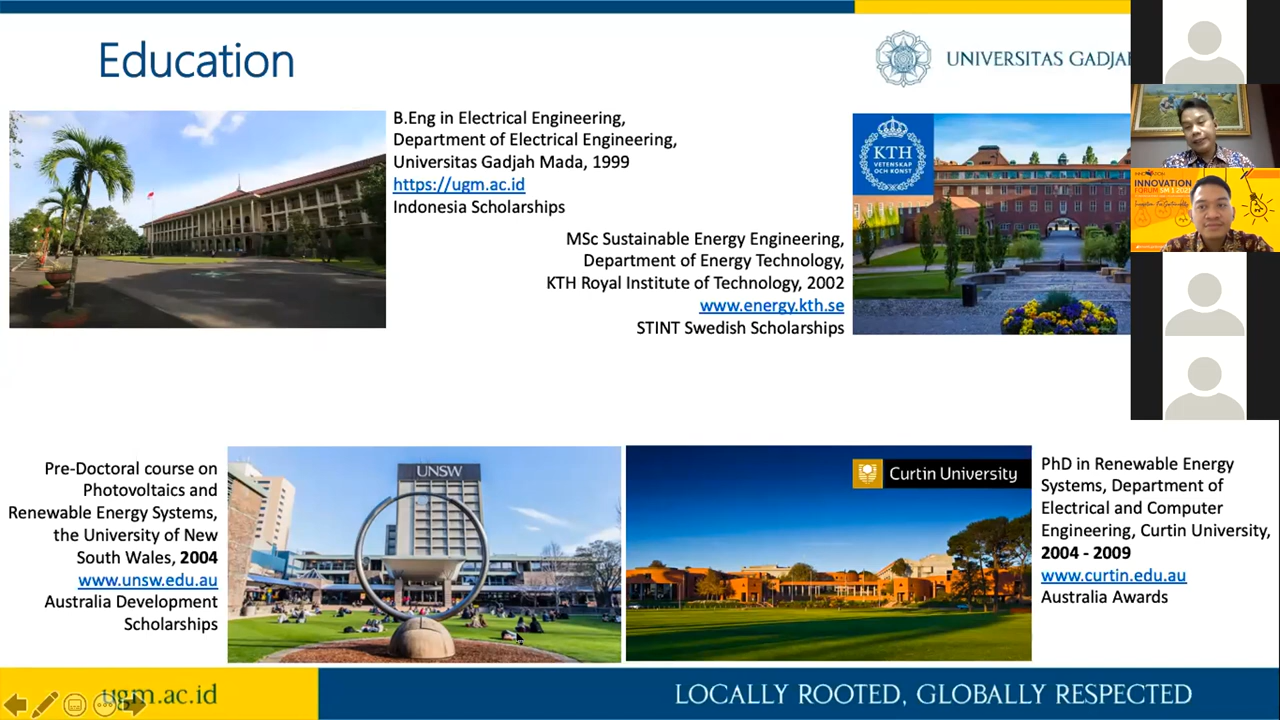 Education
UNIVERSITAS GADJAH
B.Eng in Electrical Engineering,
Department of Electrical Engineering,
Universitas Gadjah Mada, 1999
https://ugm.ac.id
Indonesia Scholarships
KTH
VETENSKAP
OCH KONST
MSc Sustainable Energy Engineering,
Department of Energy Technology,
KTH Royal Institute of Technology, 2002
www.energy.kth.se
STINT Swedish Scholarships
INNOVATION
Pre-Doctoral course on
Photovoltaics and
Renewable Energy Systems,
the University of New
South Wales, 2004
www.unsw.edu.au
Australia Development
Scholarships
UNSW
Curtin University
PhD in Renewable Energy
Systems, Department of
Electrical and Computer
Engineering, Curtin University,
2004 - 2009
www.curtin.edu.au
Australia Awards
ugm.ac.id
LOCALLY ROOTED, GLOBALLY RESPECTED